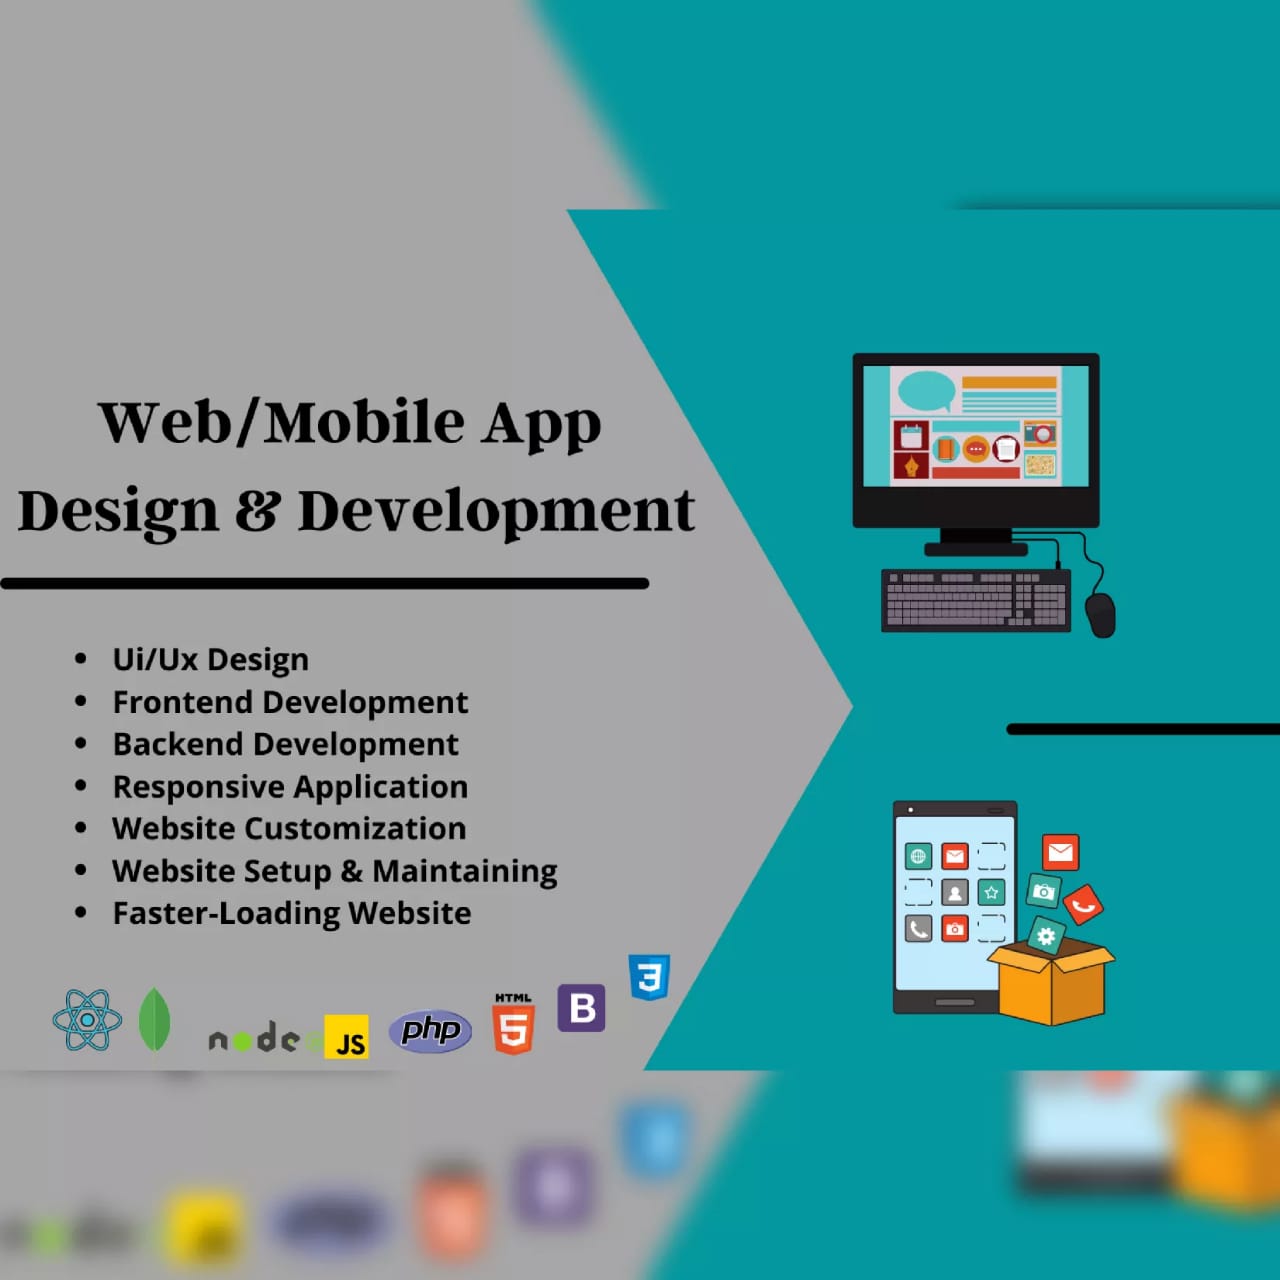 Web/Mobile App
Design & Development
Ui/Ux Design
Frontend Development
Backend Development
Responsive Application
Website Customization
Website Setup & Maintaining
Faster-Loading Website
node
JS
php
HTML
5
B
3